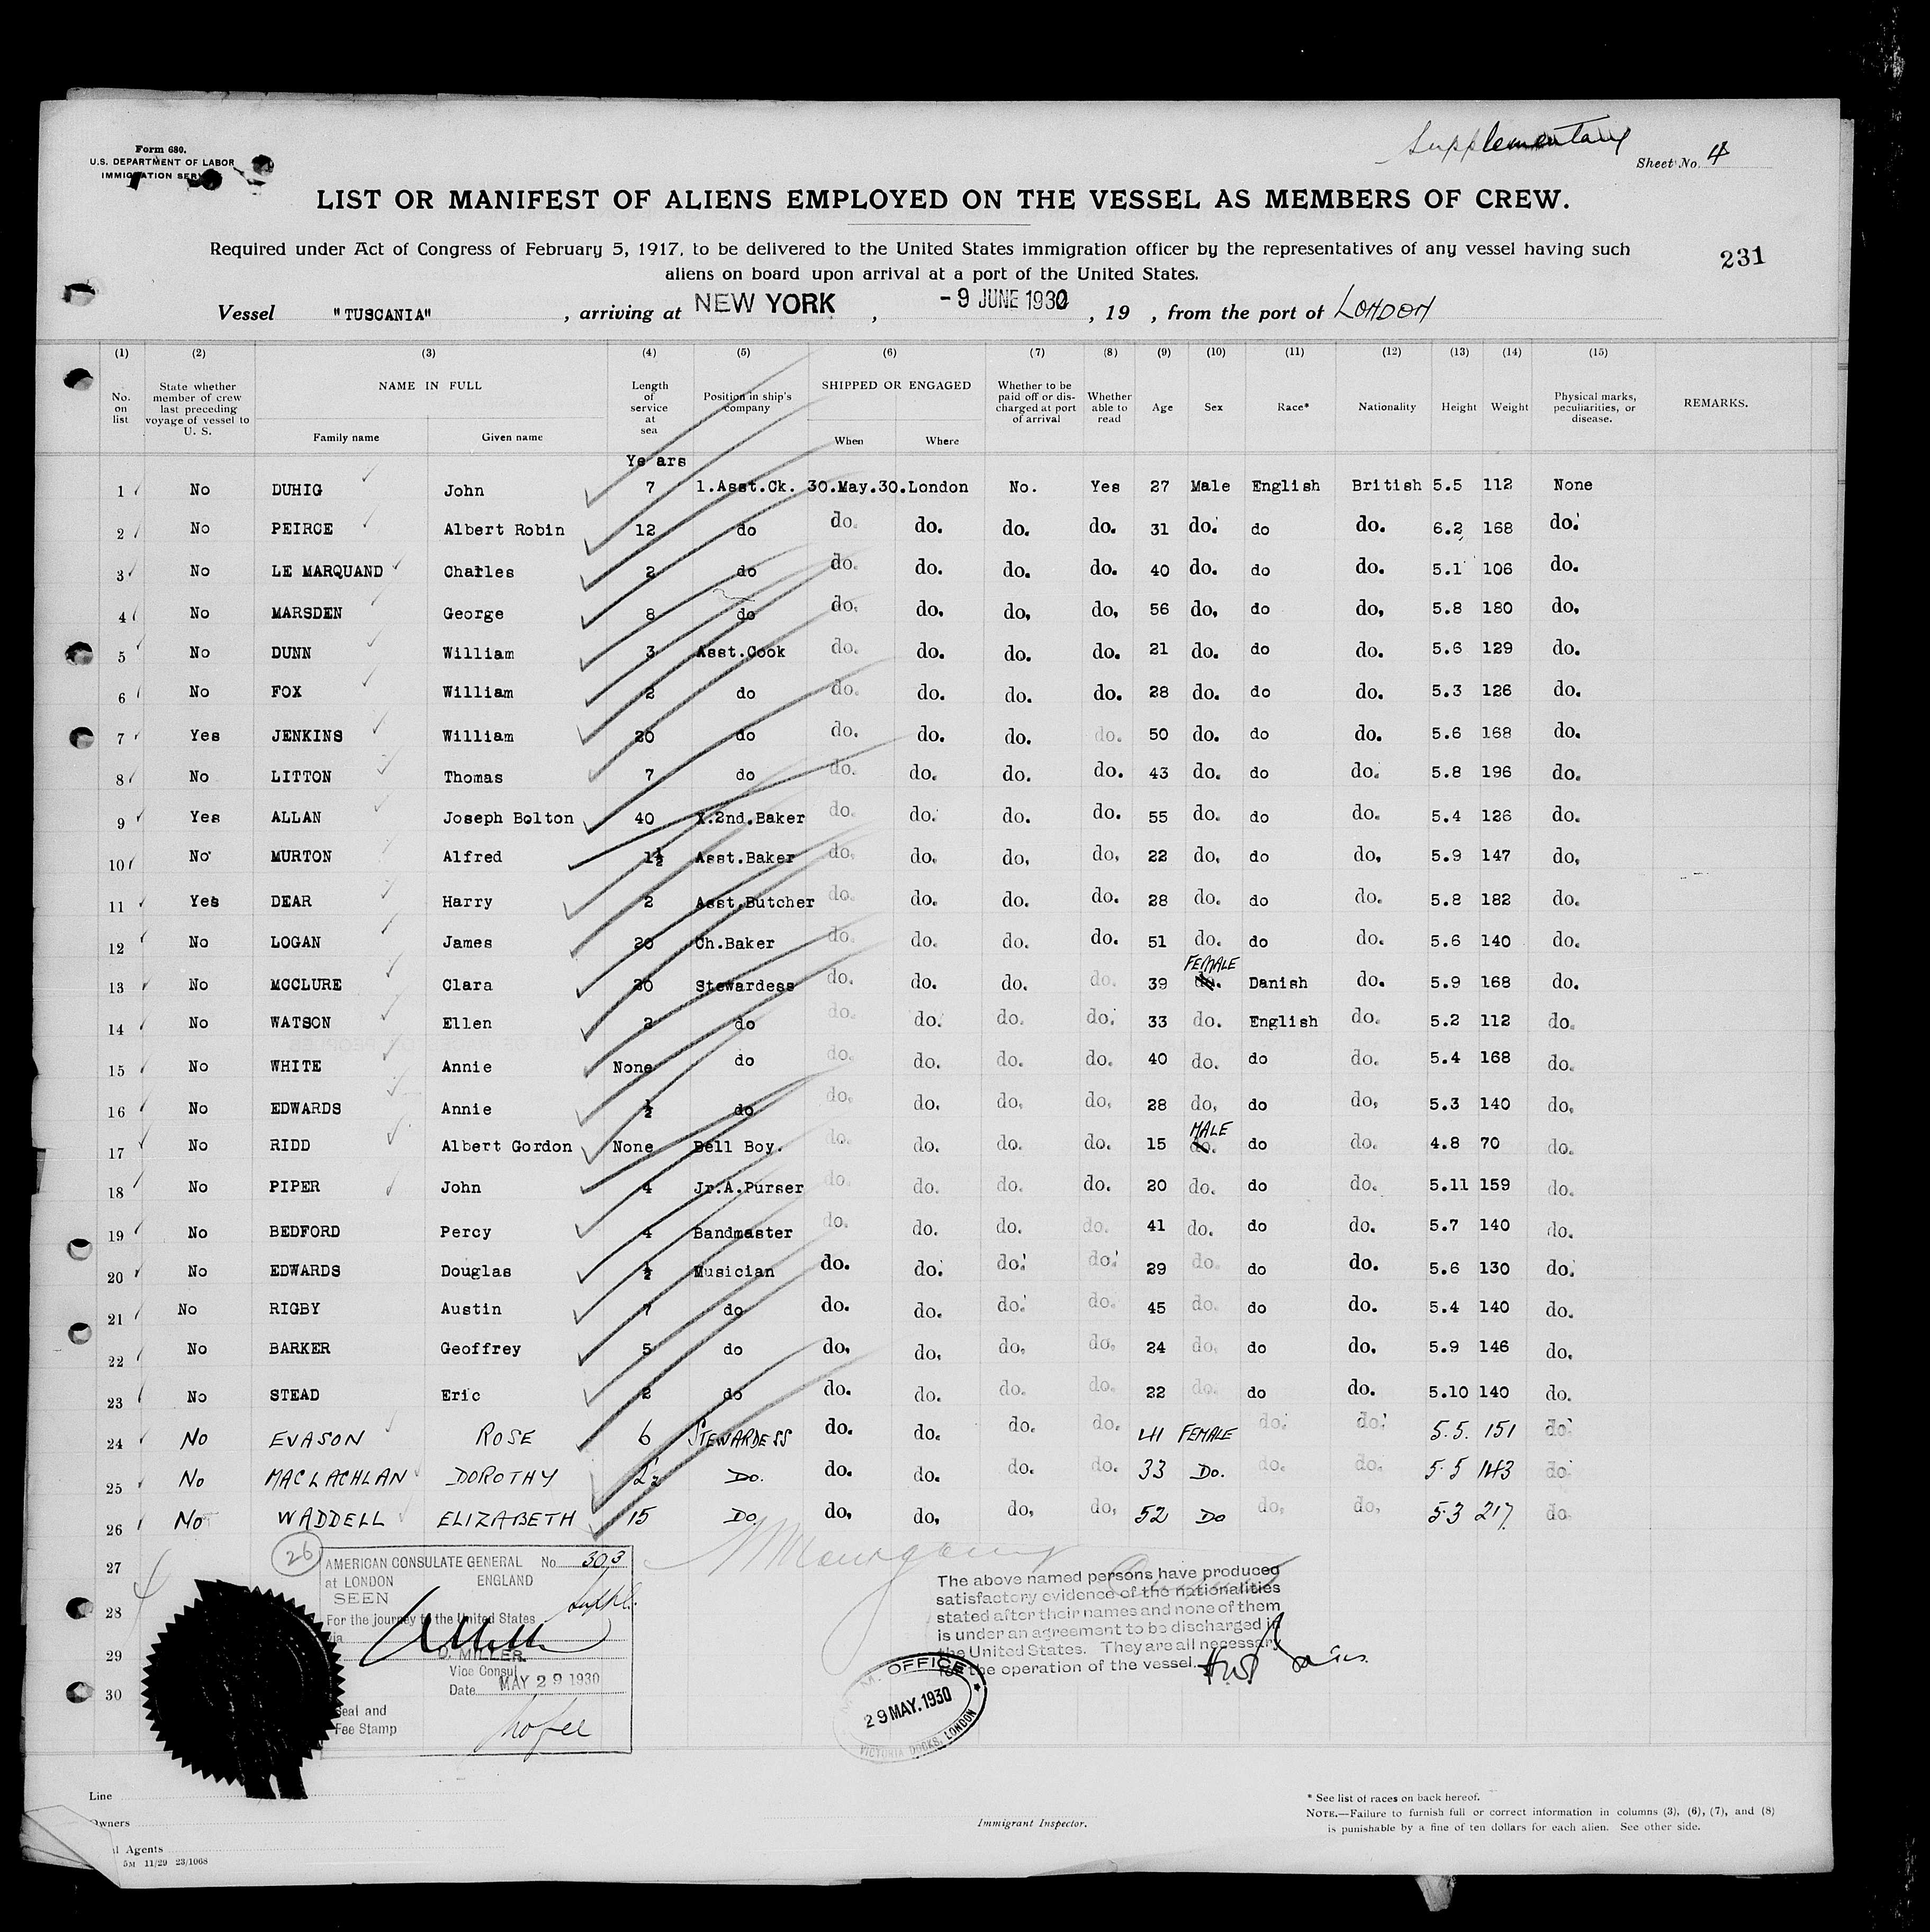 Supplementary
Form 680.
U.S. DEPARTMENT OF LABOR
IMMIGRATION SERVICE
Sheet No. 4
LIST OR MANIFEST OF ALIENS EMPLOYED ON THE VESSEL AS MEMBERS OF CREW.
Required under Act of Congress of February 5, 1917, to be delivered to the United States immigration officer by the representatives of any vessel having such
aliens on board upon arrival at a port of the United States.
231
Vessel "TUSCANIA", arriving at NEW YORK, - 9 JUNE 1930, 19 , from the port of LONDON
(1) (2) (3) (4) (5) (6) (7) (8) (9) (10) (11) (12) (13) (14) (15)
No. on list State whether member of crew last preceding voyage of vessel to U. S. NAME IN FULL Family name Given name Length of service at sea Position in ship's company SHIPPED OR ENGAGED When Where Whether to be paid off or discharged at port of arrival Whether able to read Age Sex Race* Nationality Height Weight Physical marks, peculiarities, or disease. REMARKS.
Years
1 No DUHIG John 7 1.Asst.Ck. 30.May.30. London No. Yes 27 Male English British 5.5 112 None
2 No PEIRCE Albert Robin 12 do do. do. do. do. 31 do. do do. 6.2 168 do.
3 No LE MARQUAND Charles 2 do do. do. do. do. 40 do. do do. 5.1 106 do.
4 No MARSDEN George 8 do do. do. do. do. 56 do. do do. 5.8 180 do.
5 No DUNN William 3 Asst.Cook do. do. do. do. 21 do. do do. 5.6 129 do.
6 No FOX William 2 do do. do. do. do. 28 do. do do. 5.3 126 do.
7 Yes JENKINS William 20 do do. do. do. do. 50 do. do do. 5.6 168 do.
8 No LITTON Thomas 7 do do. do. do. do. 43 do. do do. 5.8 196 do.
9 Yes ALLAN Joseph Bolton 40 X.2nd.Baker do. do. do. do. 55 do. do do. 5.4 126 do.
10 No MURTON Alfred 1½ Asst.Baker do. do. do. do. 22 do. do do. 5.9 147 do.
11 Yes DEAR Harry 2 Asst.Butcher do. do. do. do. 28 do. do do. 5.8 182 do.
12 No LOGAN James 20 Ch.Baker do. do. do. do. 51 do. do do. 5.6 140 do.
13 No MCCLURE Clara 20 Stewardess do. do. do. do. 39 FEMALE do. Danish do. 5.9 168 do.
14 No WATSON Ellen 2 do do. do. do. do. 33 do. English do. 5.2 112 do.
15 No WHITE Annie None do do. do. do. do. 40 do. do do. 5.4 168 do.
16 No EDWARDS Annie ½ do do. do. do. do. 28 do. do do. 5.3 140 do.
17 No RIDD Albert Gordon None Bell Boy. do. do. do. do. 15 MALE do. do do. 4.8 70 do.
18 No PIPER John 4 Jr.A.Purser do. do. do. do. 20 do. do do. 5.11 159 do.
19 No BEDFORD Percy 4 Bandmaster do. do. do. do. 41 do. do do. 5.7 140 do.
20 No EDWARDS Douglas ½ Musician do. do. do. do. 29 do. do do. 5.6 130 do.
21 No RIGBY Austin 7 do do. do. do. do. 45 do. do do. 5.4 140 do.
22 No BARKER Geoffrey 5 do do. do. do. do. 24 do. do do. 5.9 146 do.
23 No STEAD Eric 2 do do. do. do. do. 22 do. do do. 5.10 140 do.
24 No EVASON ROSE 6 STEWARDESS do. do. do. do. 41 FEMALE do. do. 5.5. 151 do.
25 No MACLACHLAN DOROTHY 2½ Do. do. do. do. do. 33 Do. do. do. 5.5 143 do.
26 No WADDELL ELIZABETH 15 Do do. do. do. do. 52 Do do. do. 5.3 217. do.
27
28
29
30
26
AMERICAN CONSULATE GENERAL No 303
at LONDON ENGLAND
SEEN Suppl.
For the journey to the United States
via
D. MILLER.
Vice Consul
Date MAY 29 1930
Seal and
Fee Stamp
No fee
The above named persons have produced
satisfactory evidence of the nationalities
stated after their names and none of them
is under an agreement to be discharged in
the United States. They are all necessary
for the operation of the vessel.
M. M. OFFICE
29 MAY. 1930
VICTORIA DOCKS, LONDON
Line
Owners
Agents
5M 11/29 23/1068
Immigrant Inspector.
* See list of races on back hereof.
NOTE.—Failure to furnish full or correct information in columns (3), (6), (7), and (8)
is punishable by a fine of ten dollars for each alien. See other side.